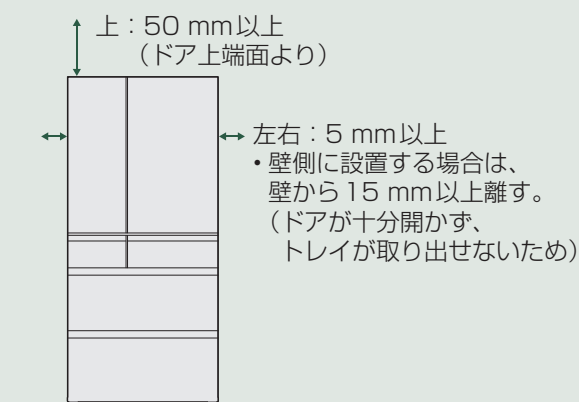 上：50 mm以上
（ドア上端面より）
左右：5 mm以上
・壁側に設置する場合は、
壁から15 mm以上離す。
（ドアが十分開かず、
トレイが取り出せないため）